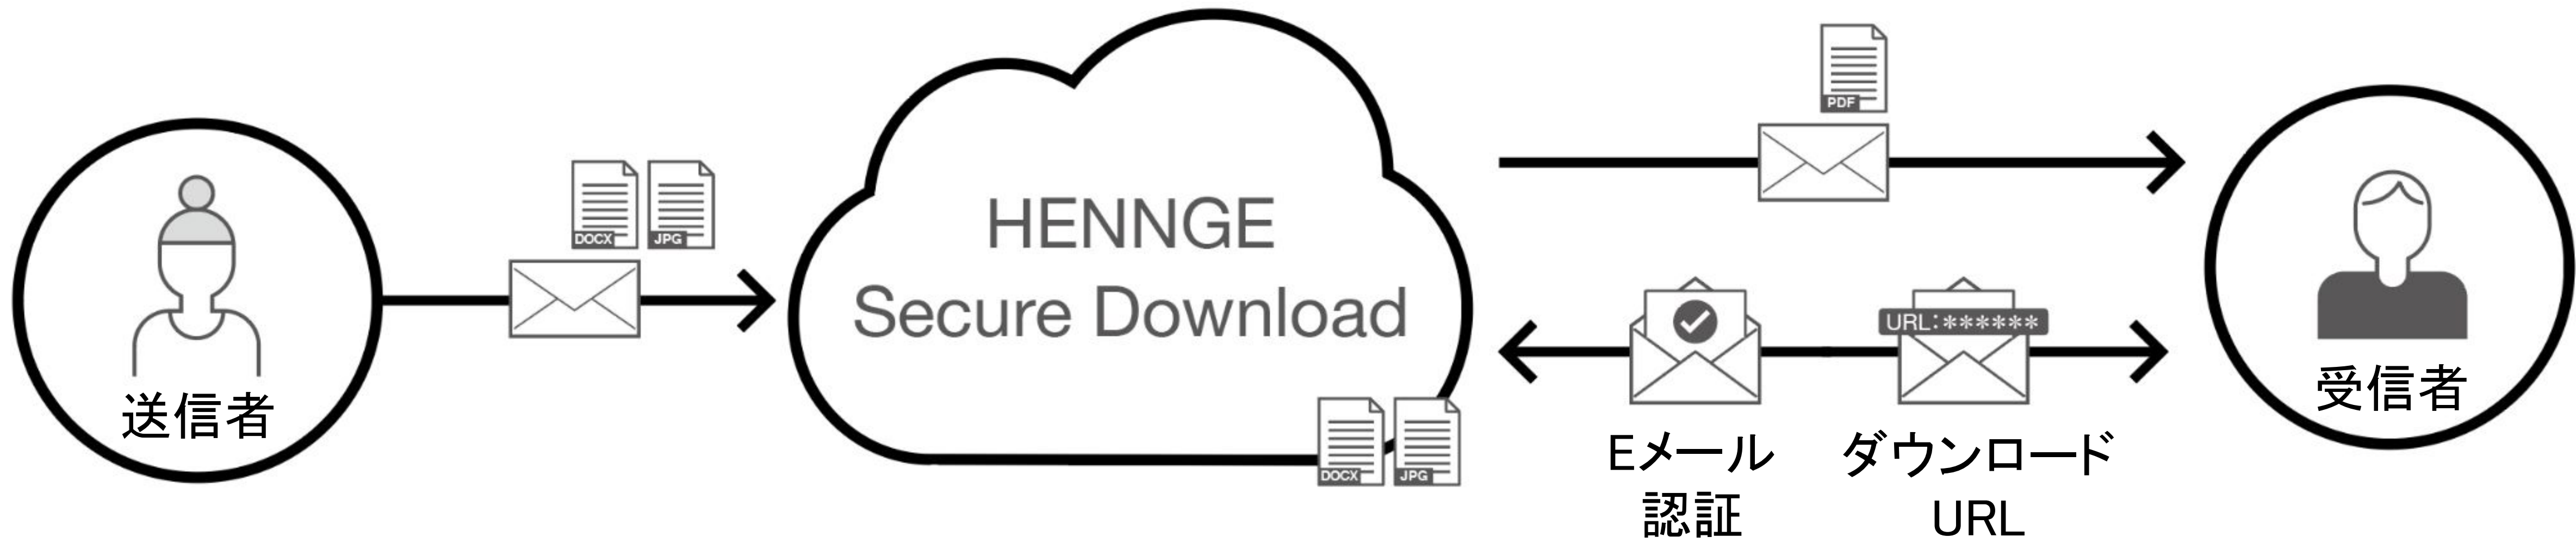 送信者
DOCX
JPG
HENNGE
Secure Download
DOCX
JPG
PDF
URL:******
Eメール
認証
ダウンロード
URL
受信者